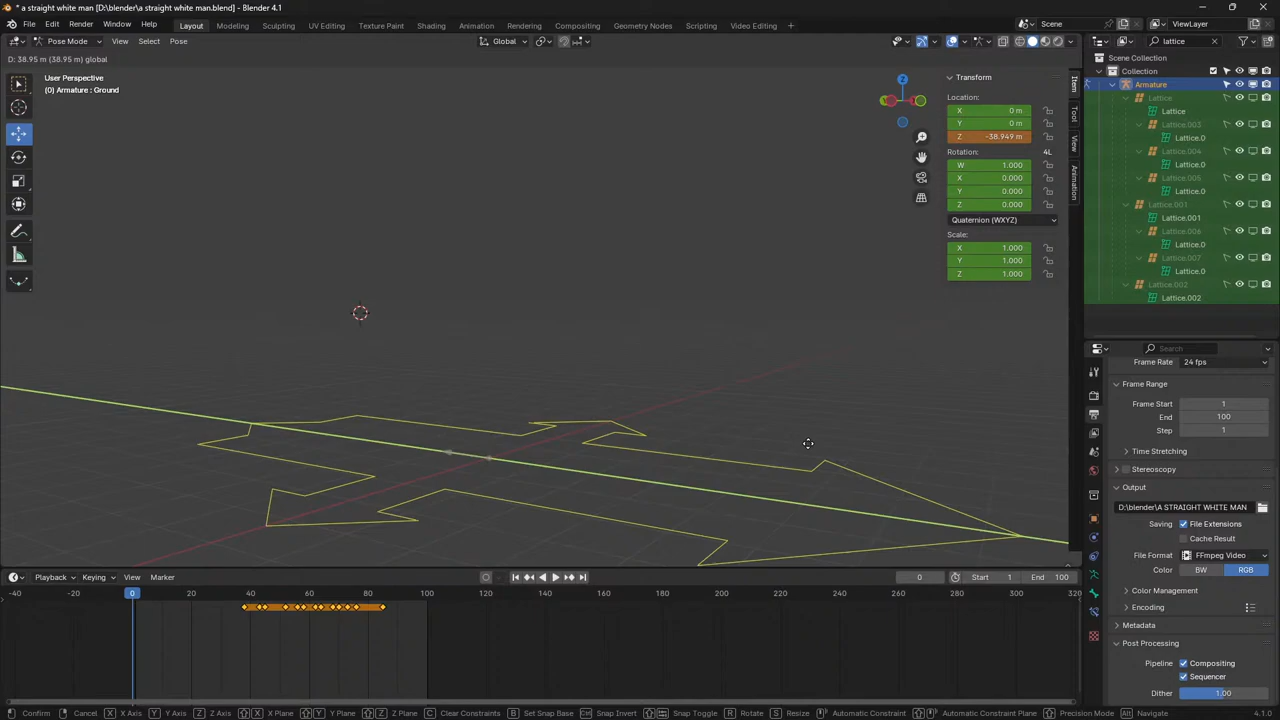 * a straight white man [D:\blender\a straight white man.blend] - Blender 4.1
File Edit Render Window Help Layout Modeling Sculpting UV Editing Texture Paint Shading Animation Rendering Compositing Geometry Nodes Scripting Scene ViewLayer
Pose Mode View Select Pose Global lattice
D: 38.95 m (38.95 m) global
User Perspective
(0) Armature : Ground
Z
Transform
Location:
X 0 m
Y 0 m
Z -38.949 m
Rotation: 4L
W 1.000
X 0.000
Y 0.000
Z 0.000
Quaternion (WXYZ)
Scale:
X 1.000
Y 1.000
Z 1.000
Item
Tool
View
Animation
Scene Collection
Collection
Armature
Lattice
Lattice
Lattice.003
Lattice.0
Lattice.004
Lattice.0
Lattice.005
Lattice.0
Lattice.001
Lattice.001
Lattice.006
Lattice.0
Lattice.007
Lattice.0
Lattice.002
Lattice.002
Search
Frame Rate 24 fps
Frame Range
Frame Start 1
End 100
Step 1
Time Stretching
Stereoscopy
Output
D:\blender\A STRAIGHT WHITE MAN
Saving File Extensions
Cache Result
File Format FFmpeg Video
Color BW RGB
Color Management
Encoding
Metadata
Post Processing
Pipeline Compositing
Sequencer
Dither 1.00
Playback Keying View Marker 0 Start 1 End 100
-40 -20 0 20 40 60 80 100 120 140 160 180 200 220 240 260 280 300 320
Confirm Cancel X X Axis Y Y Axis Z Z Axis X X Plane Y Y Plane Z Z Plane C Clear Constraints B Set Snap Base Snap Invert Snap Toggle R Rotate S Resize Automatic Constraint Automatic Constraint Plane Precision Mode Alt Navigate 4.1.0